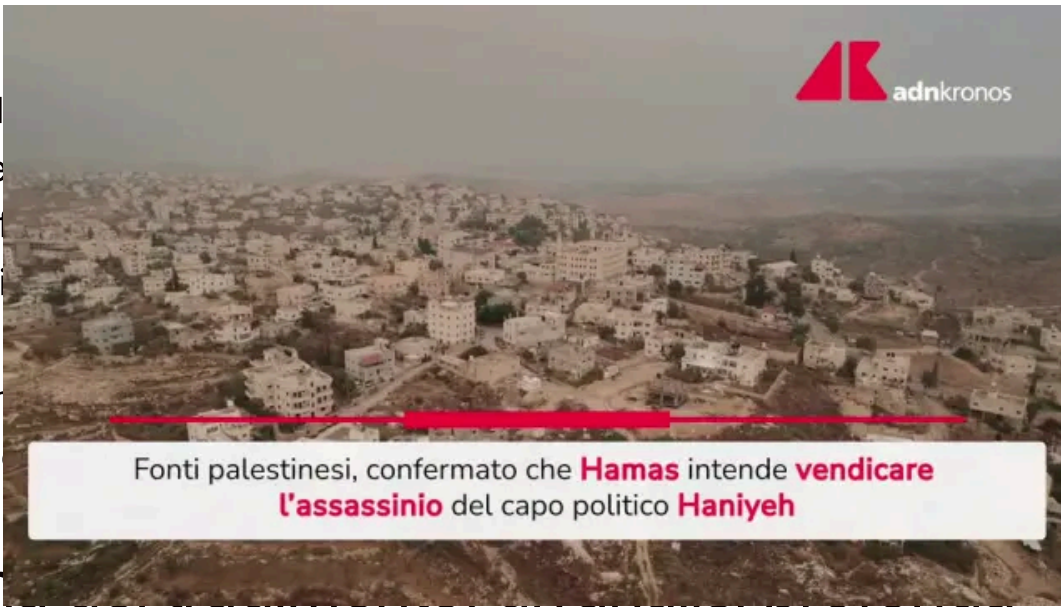 adnkronos
Fonti palestinesi, confermato che Hamas intende vendicare
l'assassinio del capo politico Haniyeh